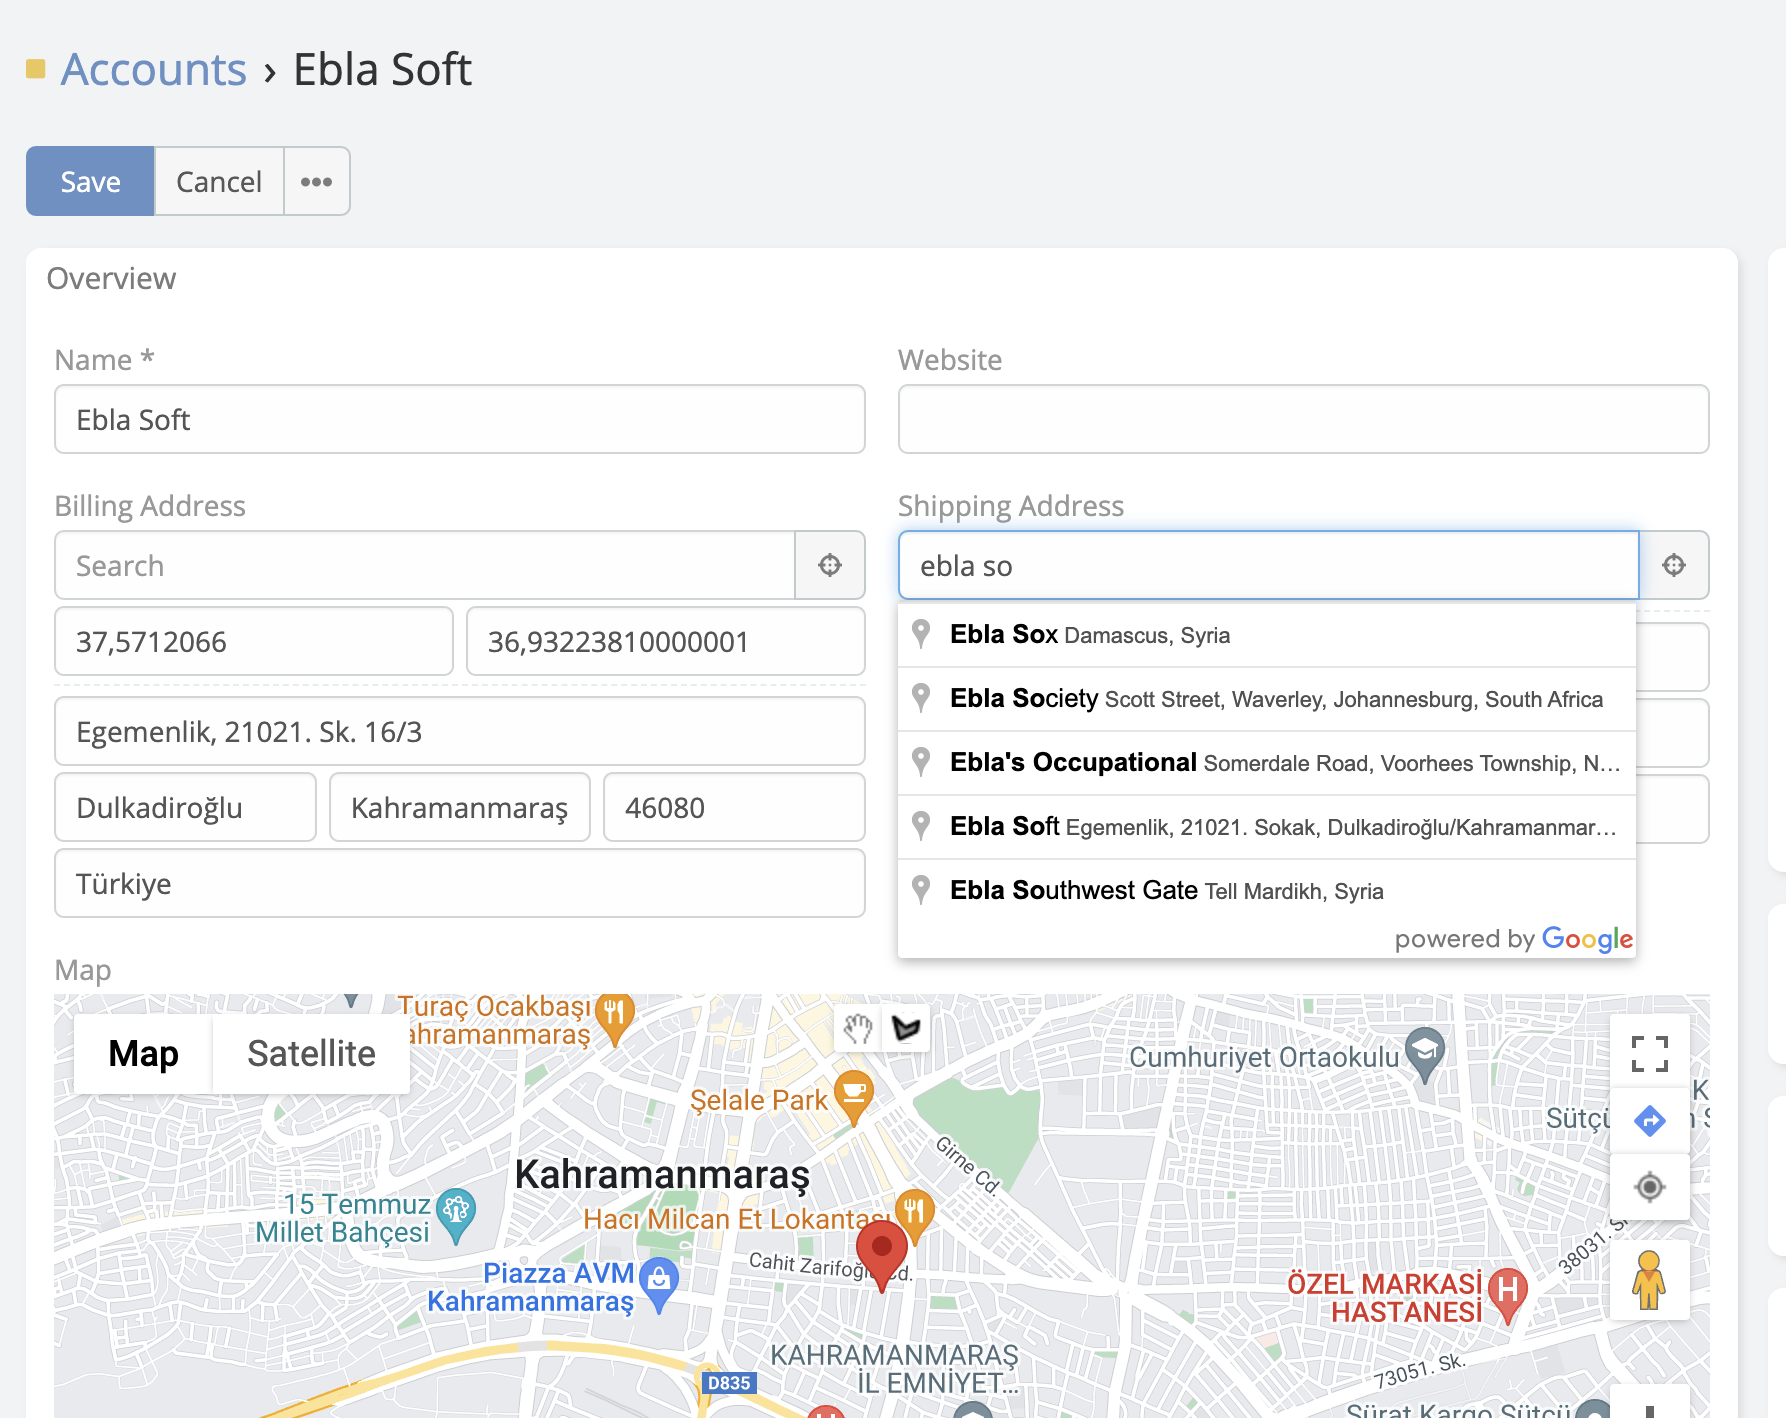 Accounts › Ebla Soft
Save
Cancel
•••
Overview
Name *
Website
Ebla Soft
Billing Address
Shipping Address
Search
ebla so
37,5712066
36,93223810000001
Ebla Sox Damascus, Syria
Ebla Society Scott Street, Waverley, Johannesburg, South Africa
Ebla's Occupational Somerdale Road, Voorhees Township, N…
Ebla Soft Egemenlik, 21021. Sokak, Dulkadiroğlu/Kahramanmar…
Ebla Southwest Gate Tell Mardikh, Syria
powered by Google
Egemenlik, 21021. Sk. 16/3
Dulkadiroğlu
Kahramanmaraş
46080
Türkiye
Map
Turaç Ocakbaşı
ahramanmaraş
Map
Satellite
Cumhuriyet Ortaokulu
Şelale Park
Sütçü
Girne Cd.
Kahramanmaraş
15 Temmuz
Millet Bahçesi
Hacı Milcan Et Lokantası
Cahit Zarifoğlu Cd.
38031. S
Piazza AVM
Kahramanmaraş
ÖZEL MARKASİ
HASTANESİ
H
KAHRAMANMARAŞ
İL EMNİYET...
D835
73051. Sk.
Sürat Kargo Sütçü